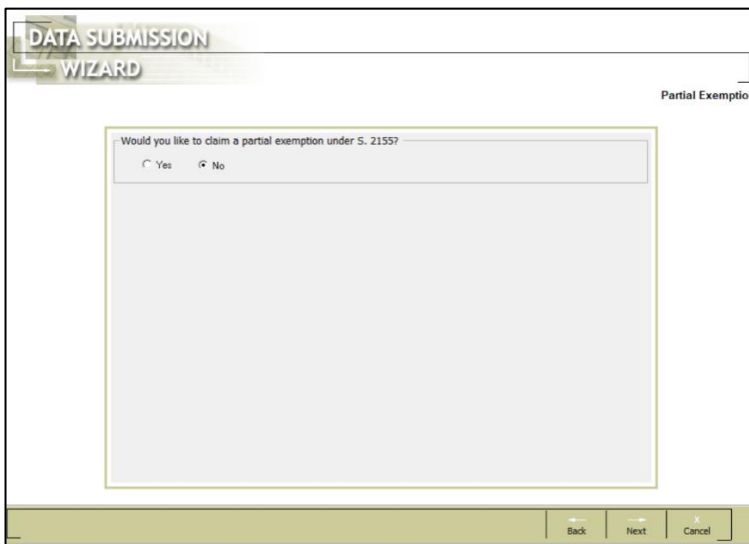 DATA SUBMISSION
WIZARD
Partial Exemptio
Would you like to claim a partial exemption under S. 2155?
Yes No
Back Next Cancel